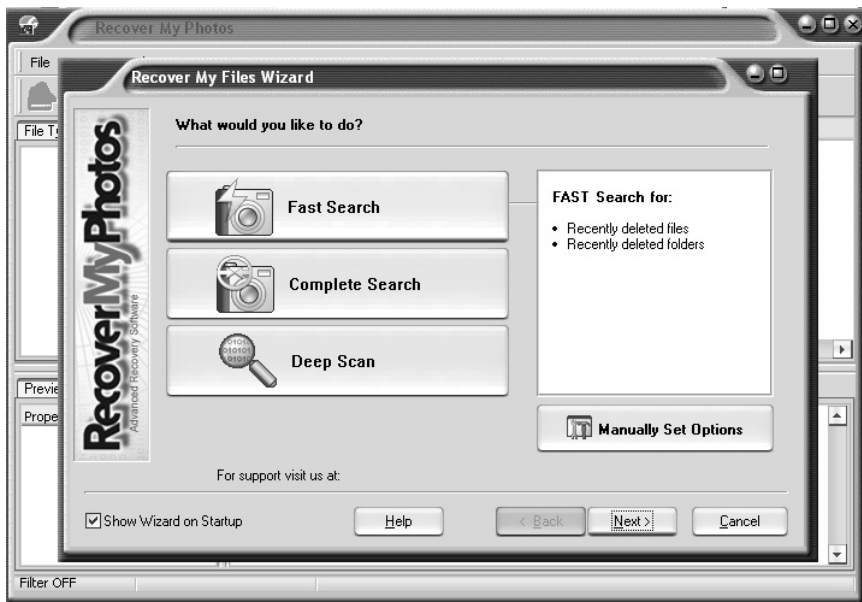 Recover My Photos
File
Recover My Files Wizard
File Ty
RecoverMyPhotos
Advanced Recovery Software
What would you like to do?
Fast Search
Complete Search
Deep Scan
FAST Search for:
• Recently deleted files
• Recently deleted folders
Manually Set Options
For support visit us at:
Show Wizard on Startup
Help
< Back
Next >
Cancel
Previe
Prope
Filter OFF